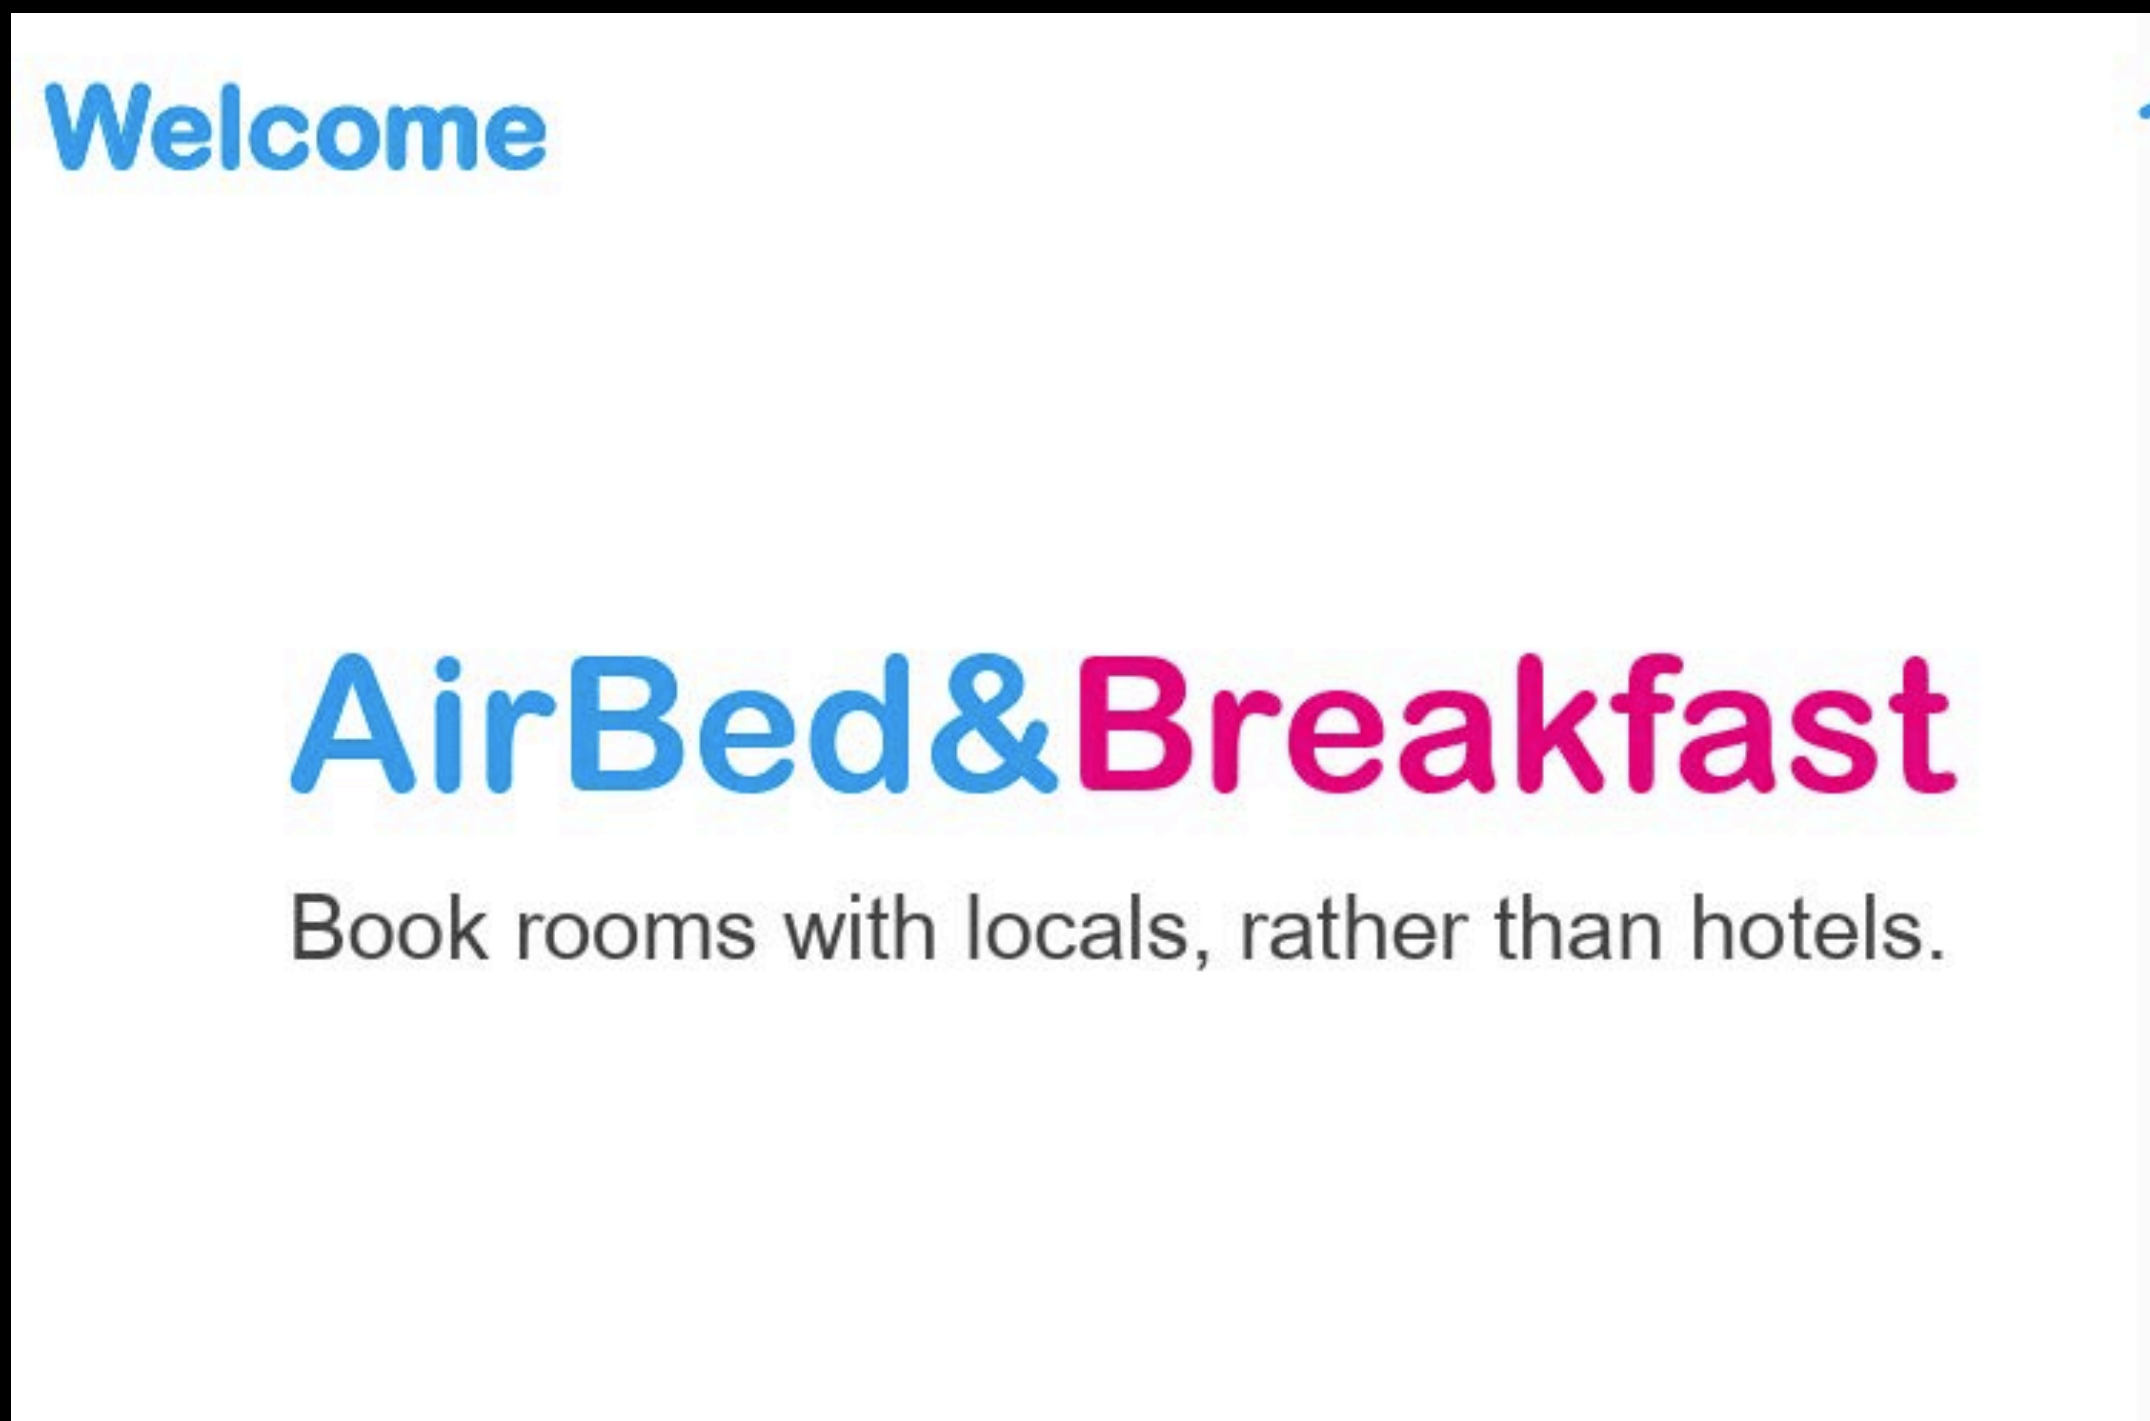 Welcome
AirBed&Breakfast
Book rooms with locals, rather than hotels.